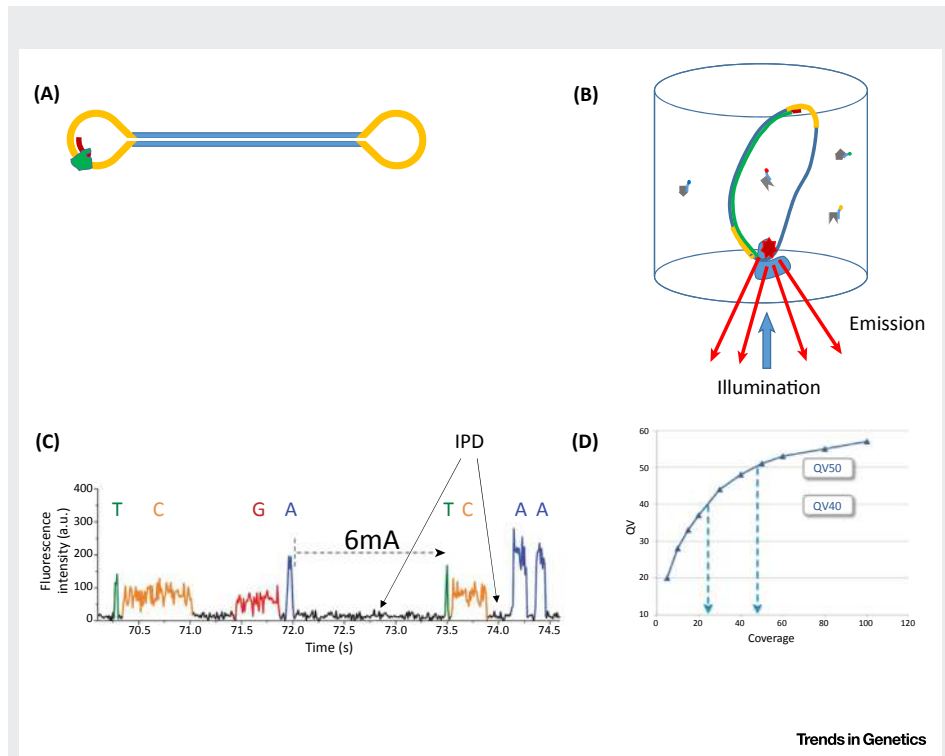 (A)
(B)
Emission
Illumination
(C)
IPD
(D)
T C G A T C A A
6mA
Fluorescence
intensity (a.u.)
400
300
200
100
0
70.5 71.0 71.5 72.0 72.5 73.0 73.5 74.0 74.5
Time (s)
60
50
40
30
20
10
QV
QV50
QV40
0 20 40 60 80 100 120
Coverage
Trends in Genetics